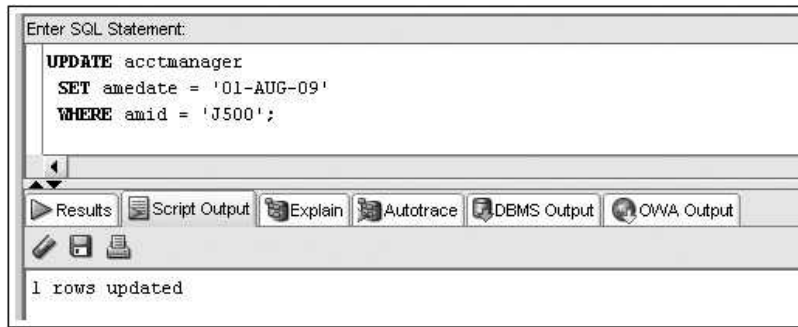 Enter SQL Statement:
UPDATE acctmanager
SET amedate = '01-AUG-09'
WHERE amid = 'J500';
Results Script Output Explain Autotrace DBMS Output OWA Output
1 rows updated